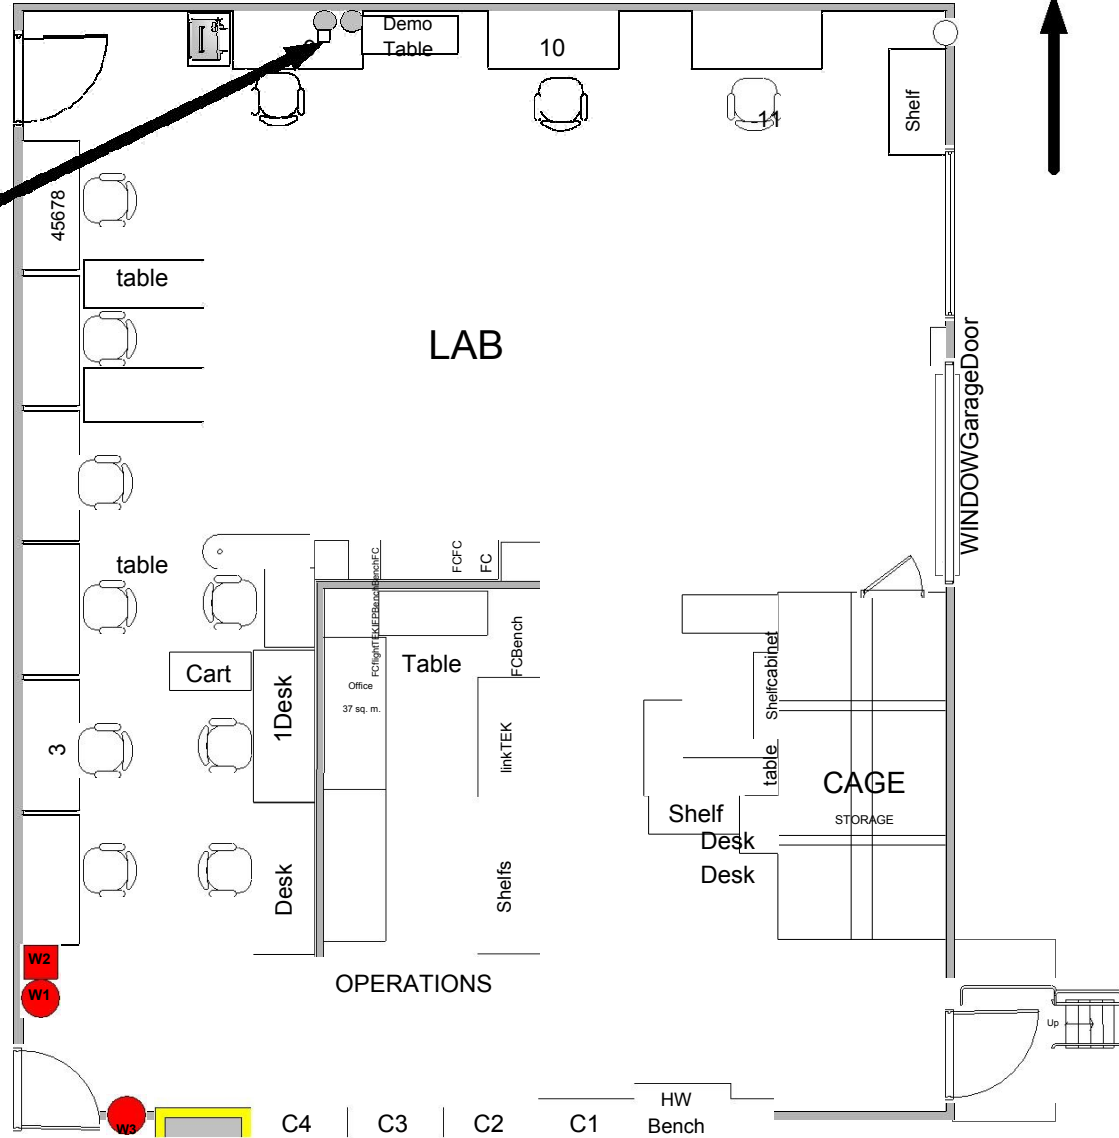 Demo
Table
10
11
Shelf
45678
table
LAB
WINDOWGarageDoor
table
FCFC
FC
FCBench
Cart
1Desk
Office
37 sq. m.
Table
linkTEK
Shelfcabinet
table
3
CAGE
STORAGE
Shelf
Desk
Desk
Desk
Shelfs
W2
W1
OPERATIONS
Up
W3
C4
C3
C2
C1
HW
Bench